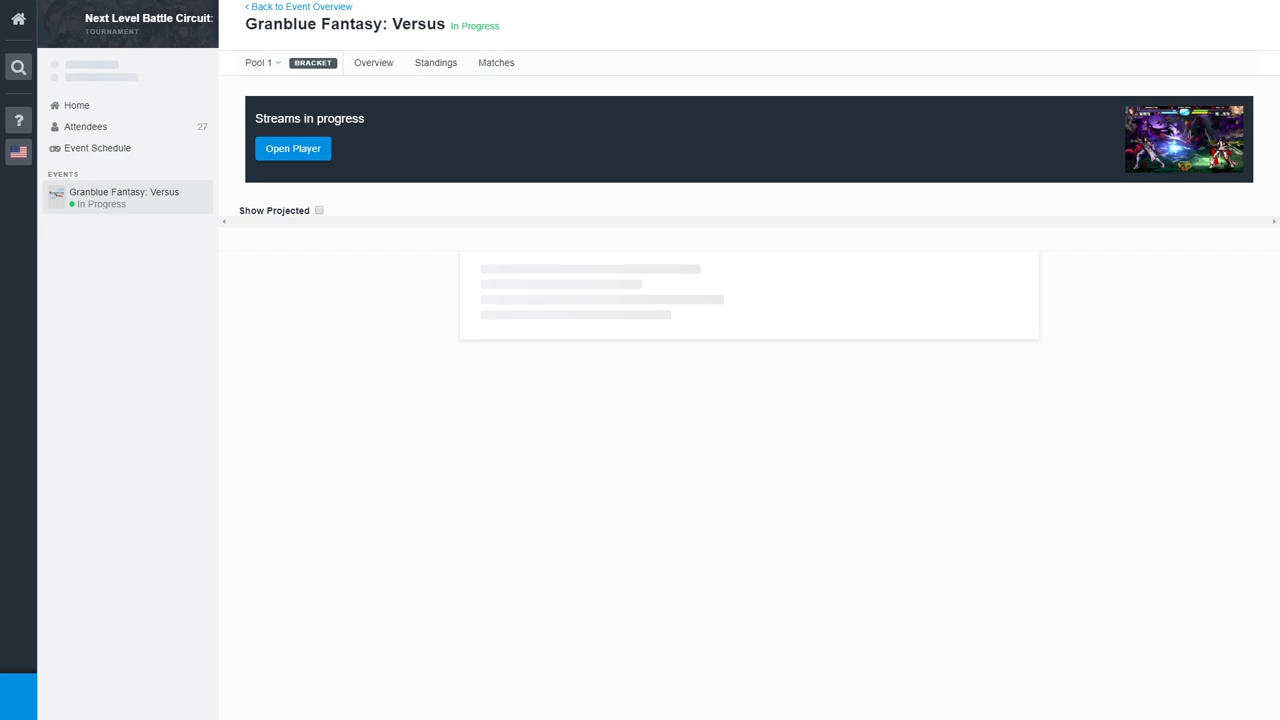 Next Level Battle Circuit:
TOURNAMENT
Home
Attendees 27
Event Schedule
EVENTS
Granblue Fantasy: Versus
In Progress
‹ Back to Event Overview
Granblue Fantasy: Versus In Progress
Pool 1 BRACKET Overview Standings Matches
Streams in progress
Open Player
Show Projected
?